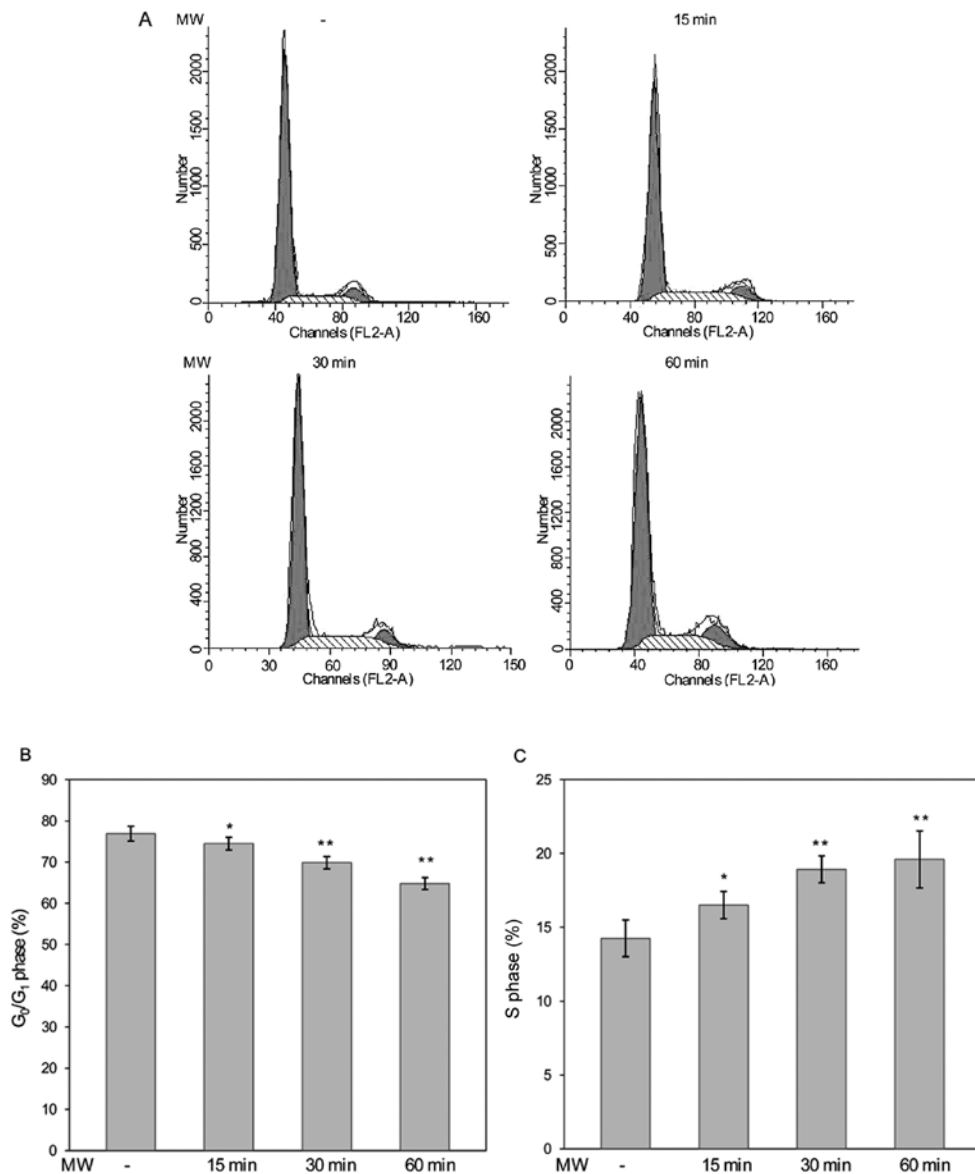 A
MW - 15 min
Number
2000
1500
1000
500
0
0 40 80 120 160
Channels (FL2-A)
Number
2000
1500
1000
500
0
0 40 80 120 160
Channels (FL2-A)
MW 30 min 60 min
Number
2000
1600
1200
800
400
0
0 30 60 90 120 150
Channels (FL2-A)
Number
2000
1600
1200
800
400
0
0 40 80 120 160
Channels (FL2-A)
B
G₀/G₁ phase (%)
90
80
70
60
50
40
30
20
10
0
* ** **
MW - 15 min 30 min 60 min
C
S phase (%)
25
20
15
10
5
0
* ** **
MW - 15 min 30 min 60 min